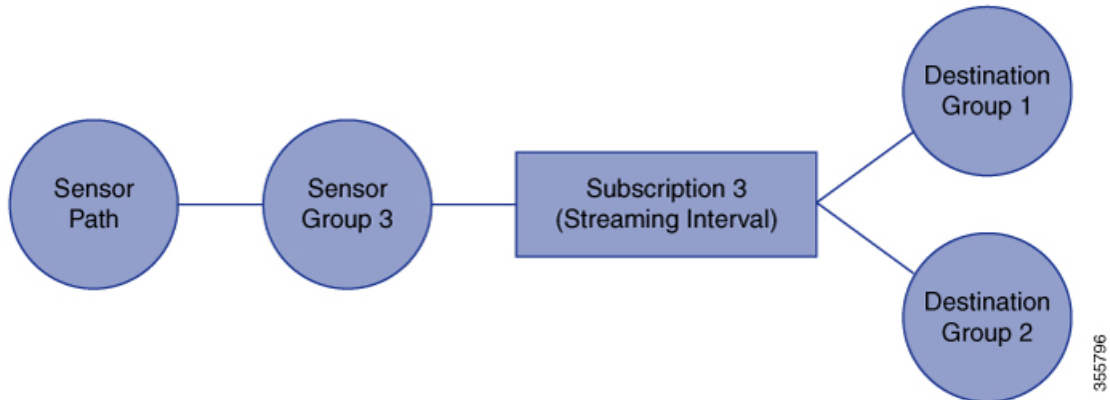 Sensor
Path
Sensor
Group 3
Subscription 3
(Streaming Interval)
Destination
Group 1
Destination
Group 2
355796